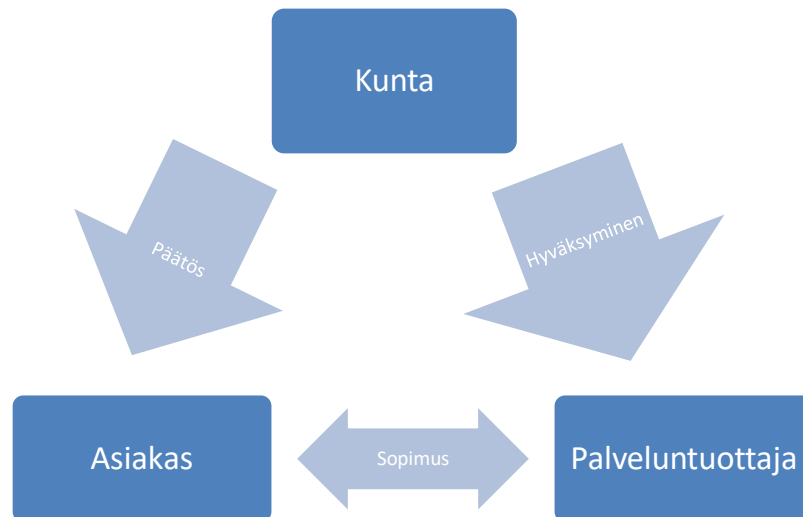 Kunta
Päätös
Hyväksyminen
Asiakas
Sopimus
Palveluntuottaja